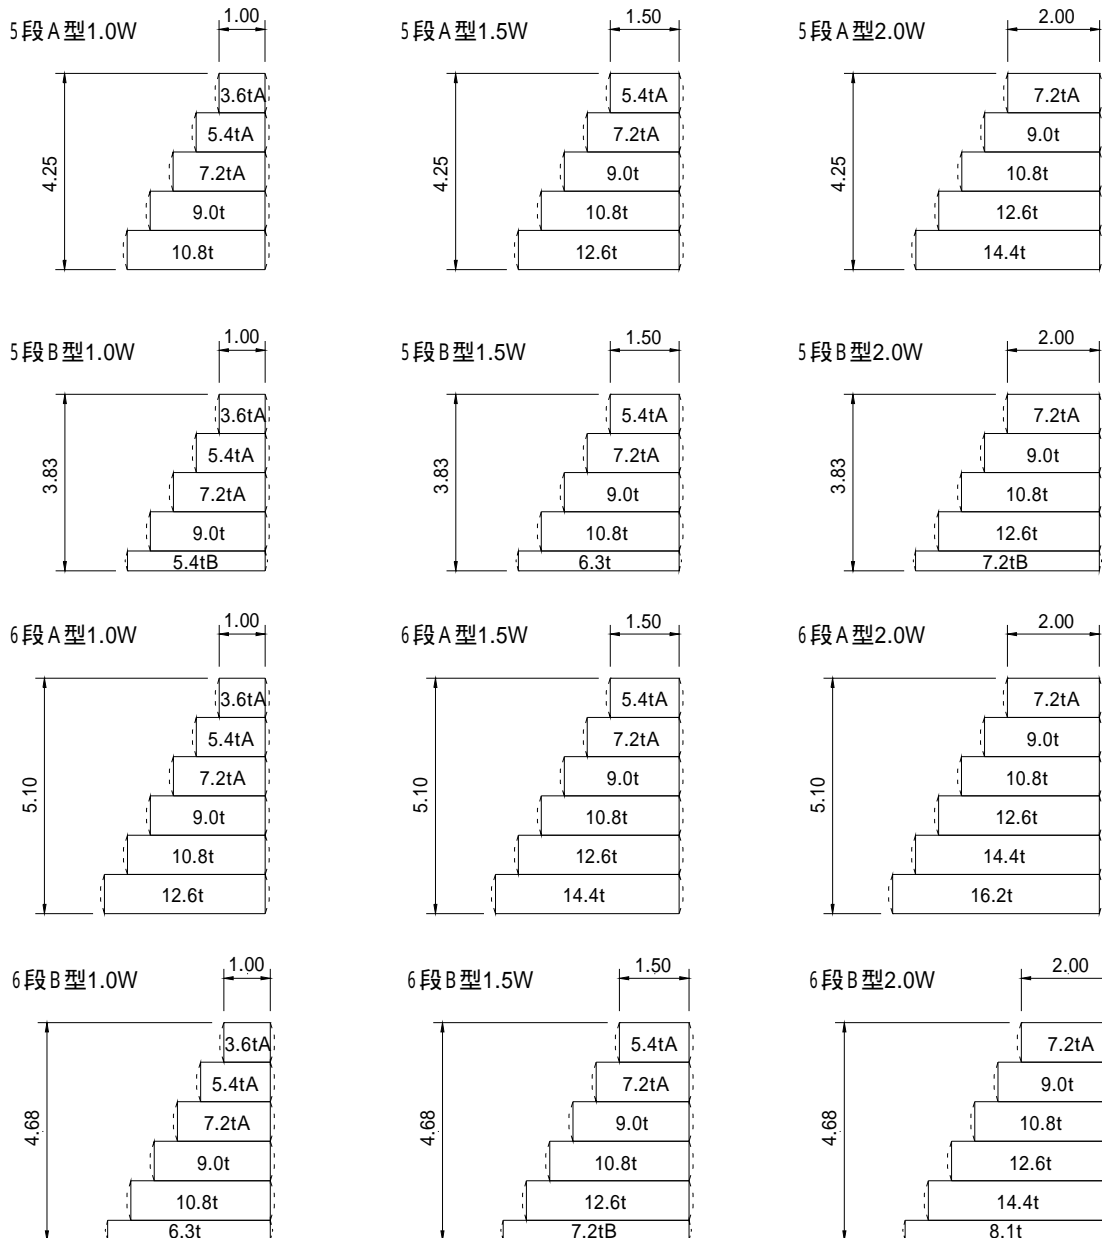 5段A型1.0W
1.00
4.25
3.6tA
5.4tA
7.2tA
9.0t
10.8t
5段A型1.5W
1.50
4.25
5.4tA
7.2tA
9.0t
10.8t
12.6t
5段A型2.0W
2.00
4.25
7.2tA
9.0t
10.8t
12.6t
14.4t
5段B型1.0W
1.00
3.83
3.6tA
5.4tA
7.2tA
9.0t
5.4tB
5段B型1.5W
1.50
3.83
5.4tA
7.2tA
9.0t
10.8t
6.3t
5段B型2.0W
2.00
3.83
7.2tA
9.0t
10.8t
12.6t
7.2tB
6段A型1.0W
1.00
5.10
3.6tA
5.4tA
7.2tA
9.0t
10.8t
12.6t
6段A型1.5W
1.50
5.10
5.4tA
7.2tA
9.0t
10.8t
12.6t
14.4t
6段A型2.0W
2.00
5.10
7.2tA
9.0t
10.8t
12.6t
14.4t
16.2t
6段B型1.0W
1.00
4.68
3.6tA
5.4tA
7.2tA
9.0t
10.8t
6.3t
6段B型1.5W
1.50
4.68
5.4tA
7.2tA
9.0t
10.8t
12.6t
7.2tB
6段B型2.0W
2.00
4.68
7.2tA
9.0t
10.8t
12.6t
14.4t
8.1t